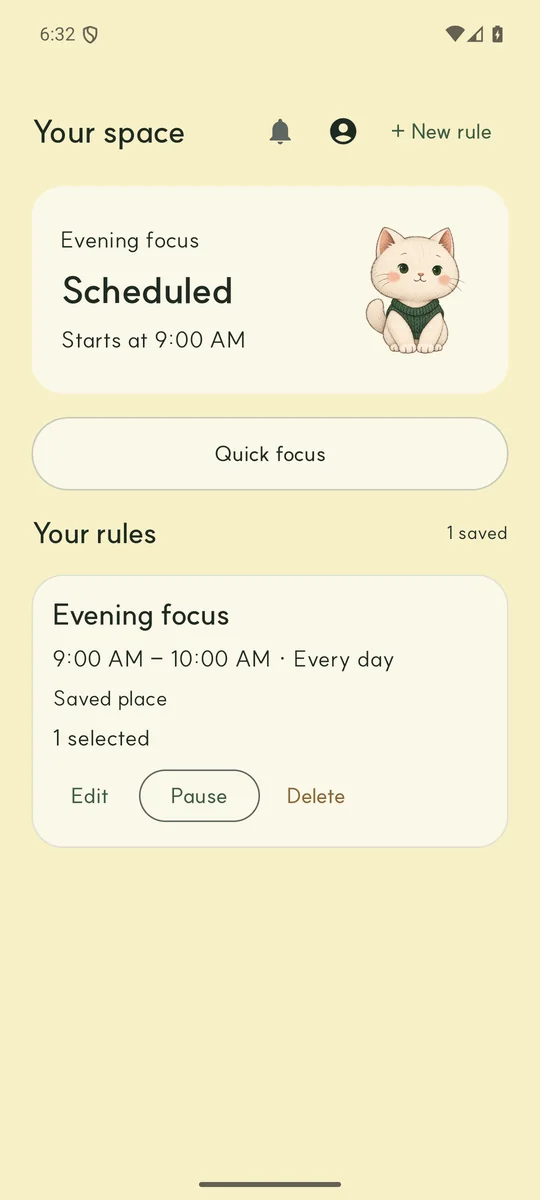 6:32
Your space
+ New rule
Evening focus
Scheduled
Starts at 9:00 AM
Quick focus
Your rules
1 saved
Evening focus
9:00 AM – 10:00 AM · Every day
Saved place
1 selected
Edit
Pause
Delete